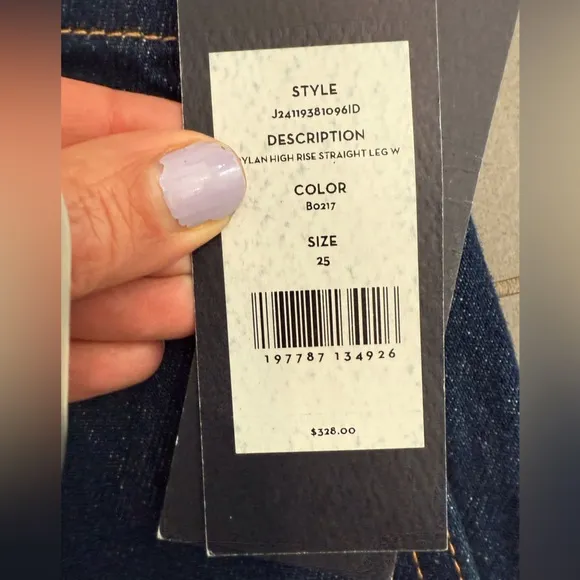 STYLE
J24119381096ID
DESCRIPTION
YLAN HIGH RISE STRAIGHT LEG W
COLOR
B0217
SIZE
25
197787 134926
$328.00